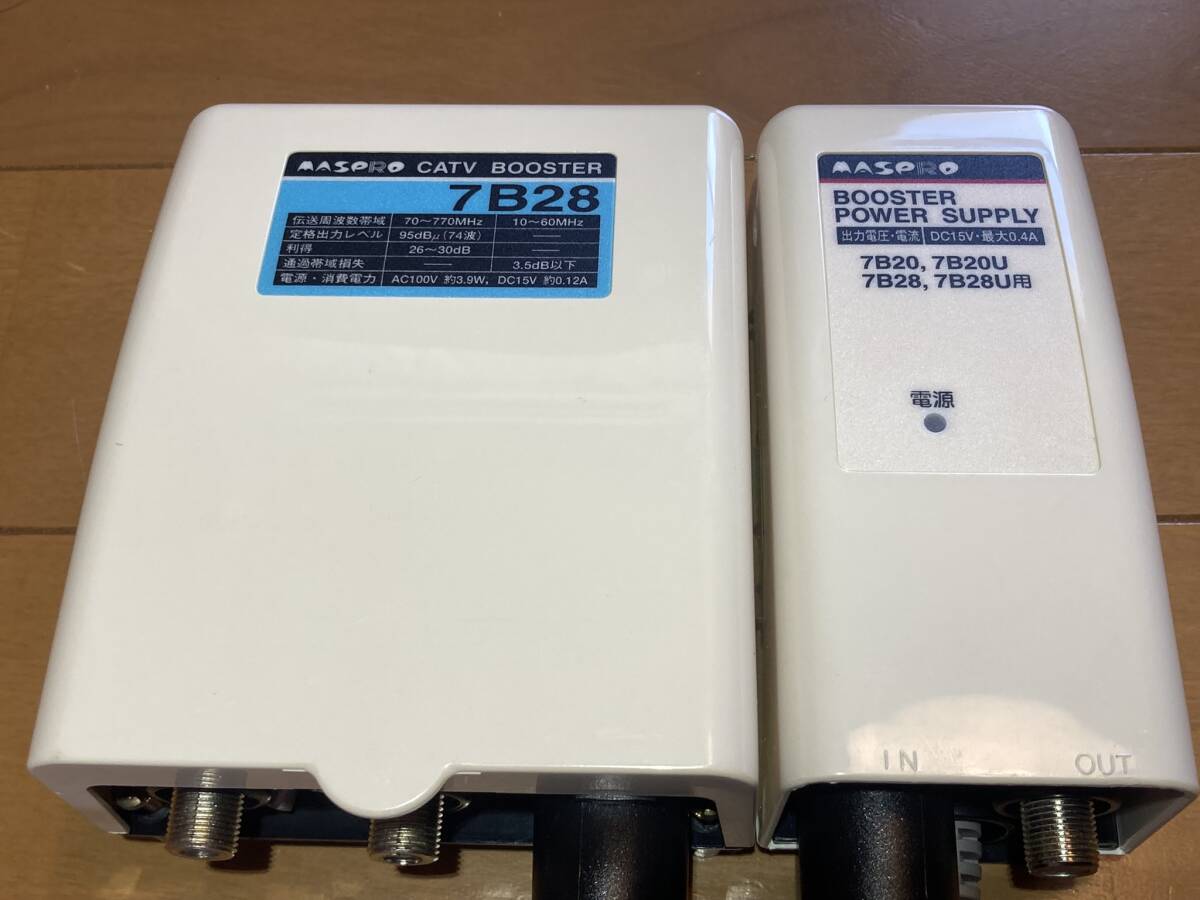 MASPRO CATV BOOSTER
7B28
伝送周波数帯域 70～770MHz 10～60MHz
定格出力レベル 95dBμ(74波) ——
利得 26～30dB ——
通過帯域損失 —— 3.5dB以下
電源・消費電力 AC100V 約3.9W, DC15V 約0.12A
MASPRO
BOOSTER
POWER SUPPLY
出力電圧・電流 DC15V・最大0.4A
7B20, 7B20U
7B28, 7B28U用
電源
IN OUT